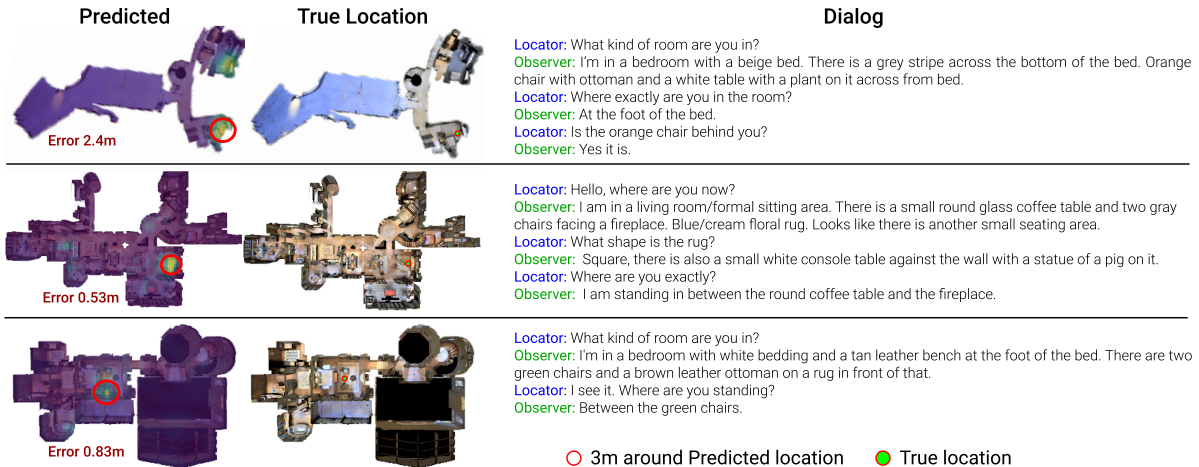 Predicted
True Location
Dialog
Locator: What kind of room are you in?
Observer: I'm in a bedroom with a beige bed. There is a grey stripe across the bottom of the bed. Orange
chair with ottoman and a white table with a plant on it across from bed.
Locator: Where exactly are you in the room?
Observer: At the foot of the bed.
Locator: Is the orange chair behind you?
Observer: Yes it is.
Error 2.4m
Locator: Hello, where are you now?
Observer: I am in a living room/formal sitting area. There is a small round glass coffee table and two gray
chairs facing a fireplace. Blue/cream floral rug. Looks like there is another small seating area.
Locator: What shape is the rug?
Observer: Square, there is also a small white console table against the wall with a statue of a pig on it.
Locator: Where are you exactly?
Observer: I am standing in between the round coffee table and the fireplace.
Error 0.53m
Locator: What kind of room are you in?
Observer: I'm in a bedroom with white bedding and a tan leather bench at the foot of the bed. There are two
green chairs and a brown leather ottoman on a rug in front of that.
Locator: I see it. Where are you standing?
Observer: Between the green chairs.
Error 0.83m
3m around Predicted location
True location